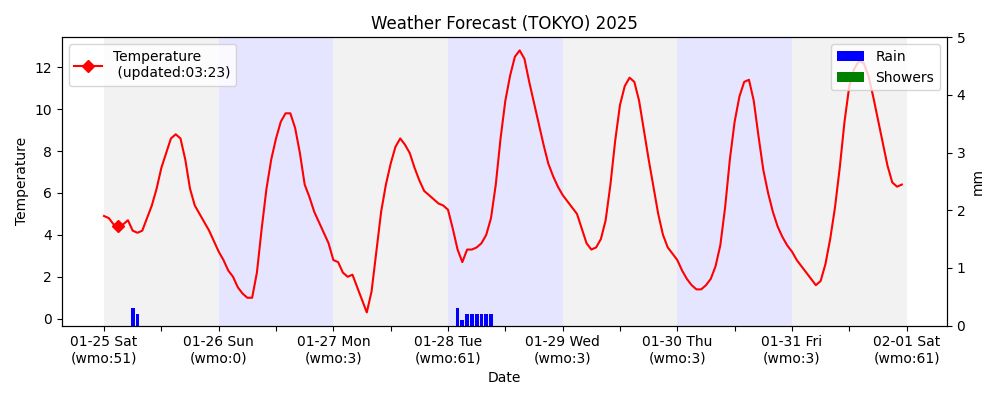 Weather Forecast (TOKYO) 2025
Temperature
(updated:03:23)
Rain
Showers
Temperature
12
10
8
6
4
2
0
5
4
3
2
1
0
mm
01-25 Sat
(wmo:51)
01-26 Sun
(wmo:0)
01-27 Mon
(wmo:3)
01-28 Tue
(wmo:61)
01-29 Wed
(wmo:3)
01-30 Thu
(wmo:3)
01-31 Fri
(wmo:3)
02-01 Sat
(wmo:61)
Date